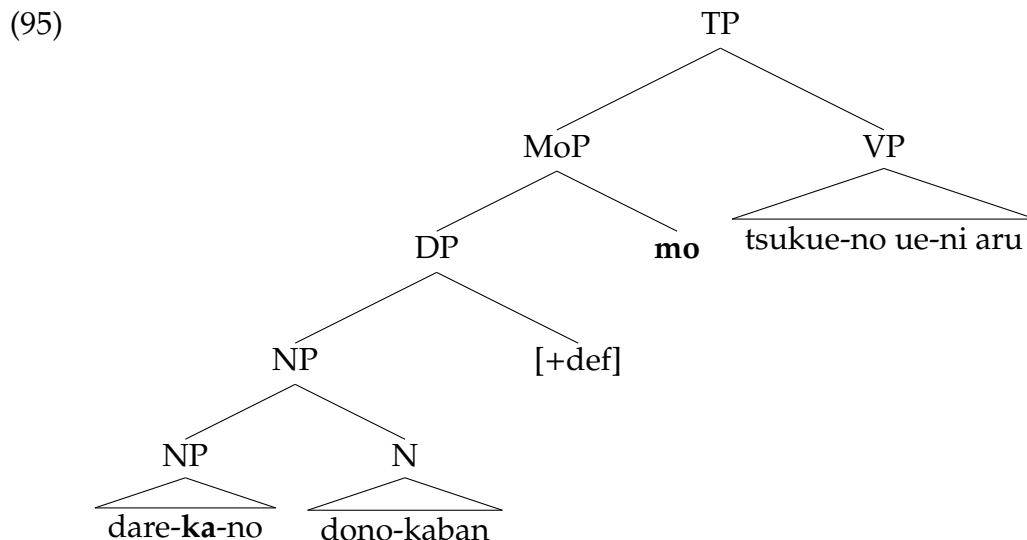 (95)
TP
MoP VP
DP mo tsukue-no ue-ni aru
NP [+def]
NP N
dare-ka-no dono-kaban